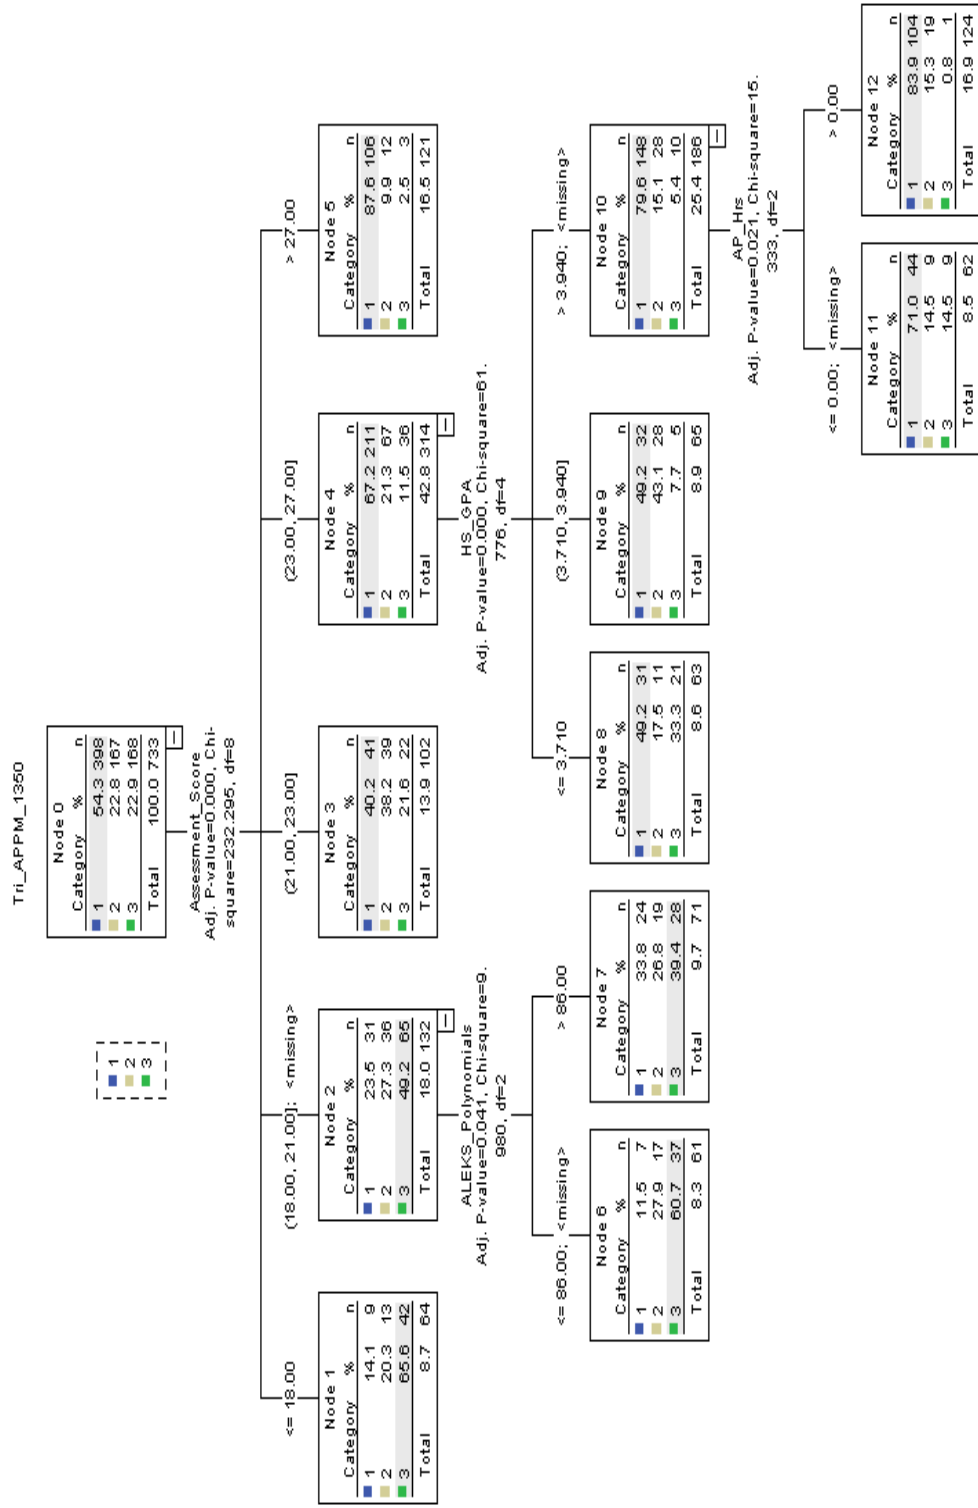 Tri_APPM_1350
1
2
3
Node 0
Category % n
1 54.3 398
2 22.8 167
3 22.9 168
Total 100.0 733
Assessment_Score
Adj. P-value=0.000, Chi-
square=232.295, df=8
<= 18.00
(18.00, 21.00]; <missing>
(21.00, 23.00]
(23.00, 27.00]
> 27.00
Node 1
Category % n
1 14.1 9
2 20.3 13
3 65.6 42
Total 8.7 64
Node 2
Category % n
1 23.5 31
2 27.3 36
3 49.2 65
Total 18.0 132
Node 3
Category % n
1 40.2 41
2 38.2 39
3 21.6 22
Total 13.9 102
Node 4
Category % n
1 67.2 211
2 21.3 67
3 11.5 36
Total 42.8 314
Node 5
Category % n
1 87.6 106
2 9.9 12
3 2.5 3
Total 16.5 121
ALEKS_Polynomials
Adj. P-value=0.041, Chi-square=9.
980, df=2
HS_GPA
Adj. P-value=0.000, Chi-square=61.
776, df=4
<= 86.00; <missing>
> 86.00
<= 3.710
(3.710, 3.940]
> 3.940; <missing>
Node 6
Category % n
1 11.5 7
2 27.9 17
3 60.7 37
Total 8.3 61
Node 7
Category % n
1 33.8 24
2 26.8 19
3 39.4 28
Total 9.7 71
Node 8
Category % n
1 49.2 31
2 17.5 11
3 33.3 21
Total 8.6 63
Node 9
Category % n
1 49.2 32
2 43.1 28
3 7.7 5
Total 8.9 65
Node 10
Category % n
1 79.6 148
2 15.1 28
3 5.4 10
Total 25.4 186
AP_Hrs
Adj. P-value=0.021, Chi-square=15.
333, df=2
<= 0.00; <missing>
> 0.00
Node 11
Category % n
1 71.0 44
2 14.5 9
3 14.5 9
Total 8.5 62
Node 12
Category % n
1 83.9 104
2 15.3 19
3 0.8 1
Total 16.9 124